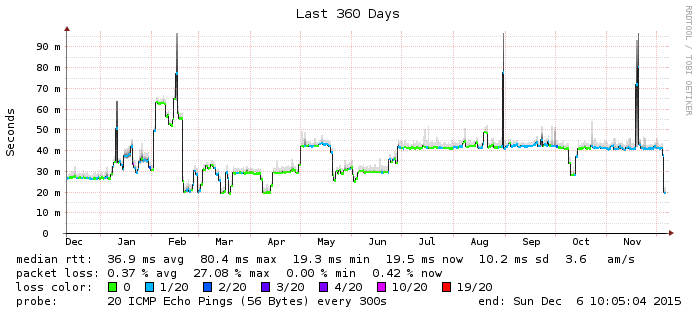 Last 360 Days
RRDTOOL / TOBI OETIKER
Seconds
90 m
80 m
70 m
60 m
50 m
40 m
30 m
20 m
10 m
0
Dec Jan Feb Mar Apr May Jun Jul Aug Sep Oct Nov
median rtt: 36.9 ms avg 80.4 ms max 19.3 ms min 19.5 ms now 10.2 ms sd 3.6 am/s
packet loss: 0.37 % avg 27.08 % max 0.00 % min 0.42 % now
loss color: 0 1/20 2/20 3/20 4/20 10/20 19/20
probe: 20 ICMP Echo Pings (56 Bytes) every 300s end: Sun Dec 6 10:05:04 2015